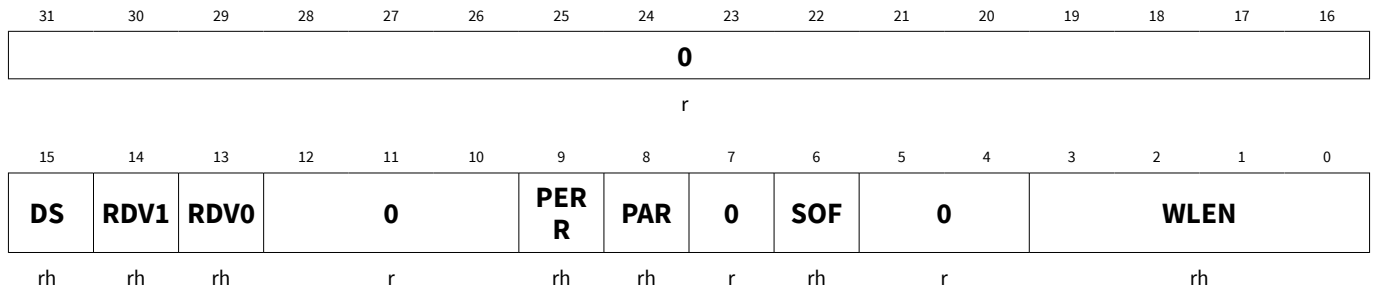 31 30 29 28 27 26 25 24 23 22 21 20 19 18 17 16
0
r
15 14 13 12 11 10 9 8 7 6 5 4 3 2 1 0
DS RDV1 RDV0 0 PER PAR 0 SOF 0 WLEN
R
rh rh rh r rh rh r rh r rh